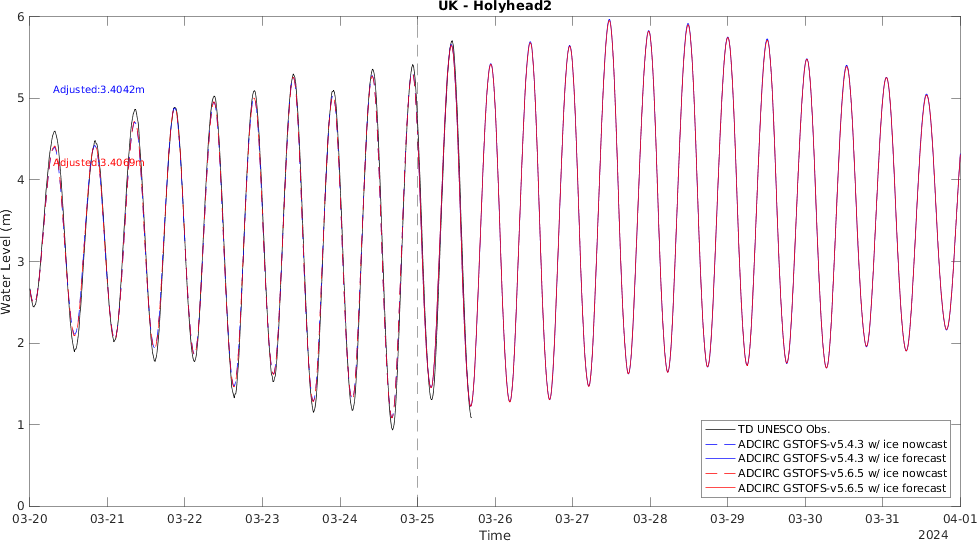 UK - Holyhead2
6
5
4
3
2
1
0
Water Level (m)
Adjusted:3.4042m
Adjusted:3.4069m
TD UNESCO Obs.
ADCIRC GSTOFS-v5.4.3 w/ ice nowcast
ADCIRC GSTOFS-v5.4.3 w/ ice forecast
ADCIRC GSTOFS-v5.6.5 w/ ice nowcast
ADCIRC GSTOFS-v5.6.5 w/ ice forecast
03-20 03-21 03-22 03-23 03-24 03-25 03-26 03-27 03-28 03-29 03-30 03-31 04-01
Time
2024